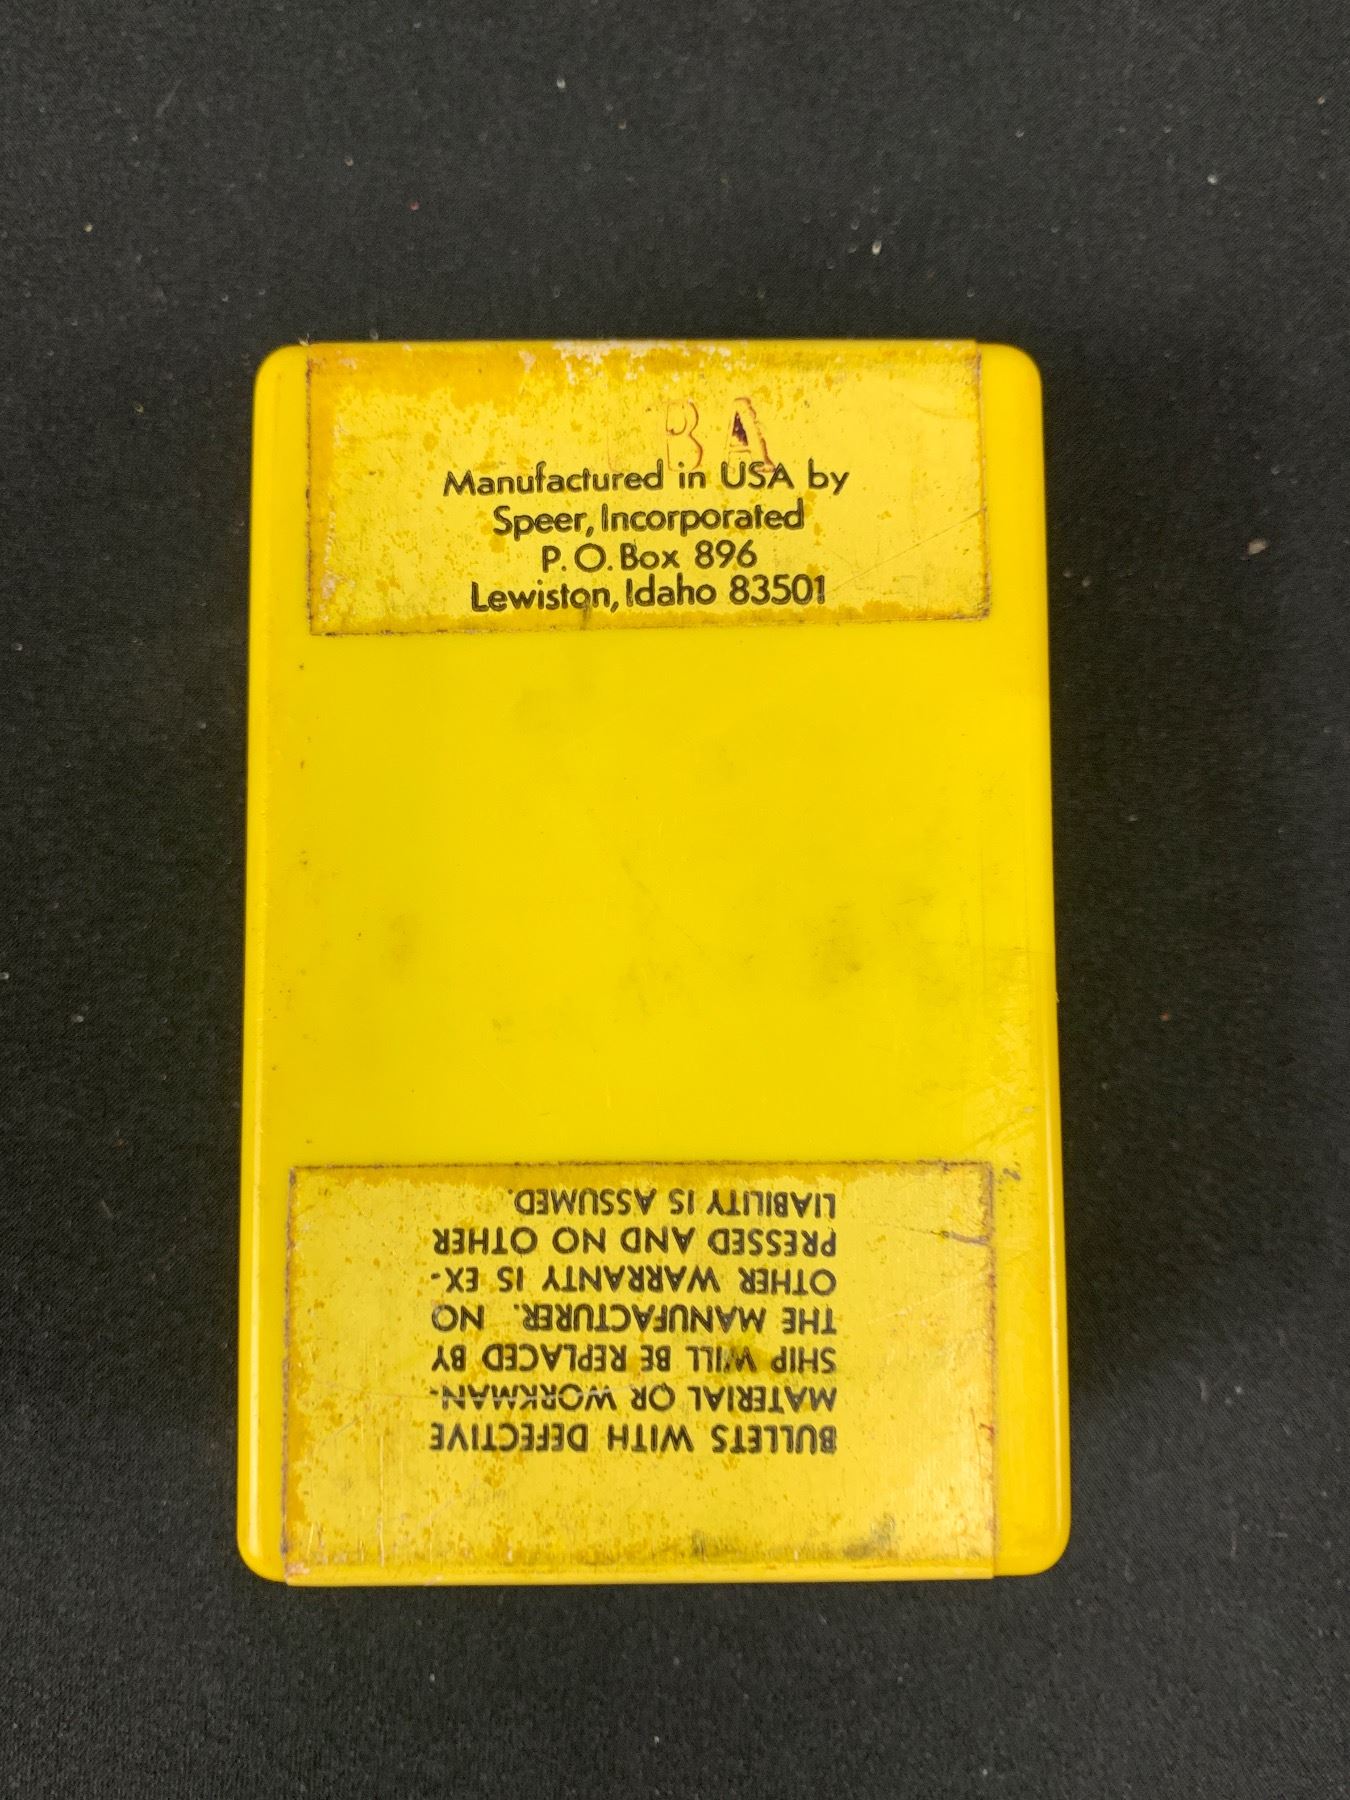 BA
Manufactured in USA by
Speer, Incorporated
P. O. Box 896
Lewiston, Idaho 83501
BULLETS WITH DEFECTIVE
MATERIAL OR WORKMAN-
SHIP WILL BE REPLACED BY
THE MANUFACTURER. NO
OTHER WARRANTY IS EX-
PRESSED AND NO OTHER
LIABILITY IS ASSUMED.